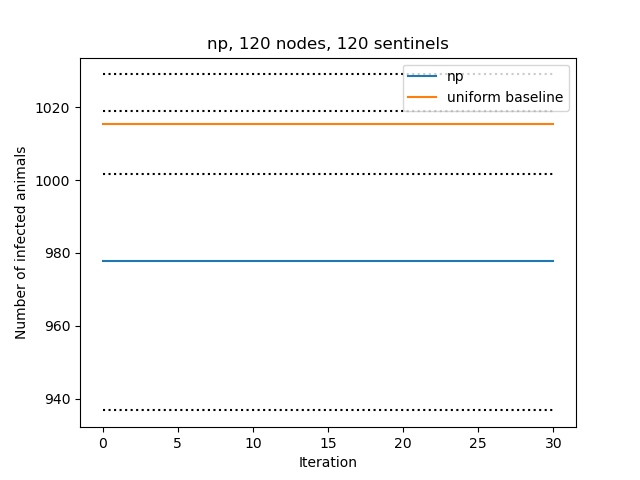 np, 120 nodes, 120 sentinels
np
uniform baseline
Number of infected animals
1020
1000
980
960
940
0 5 10 15 20 25 30
Iteration